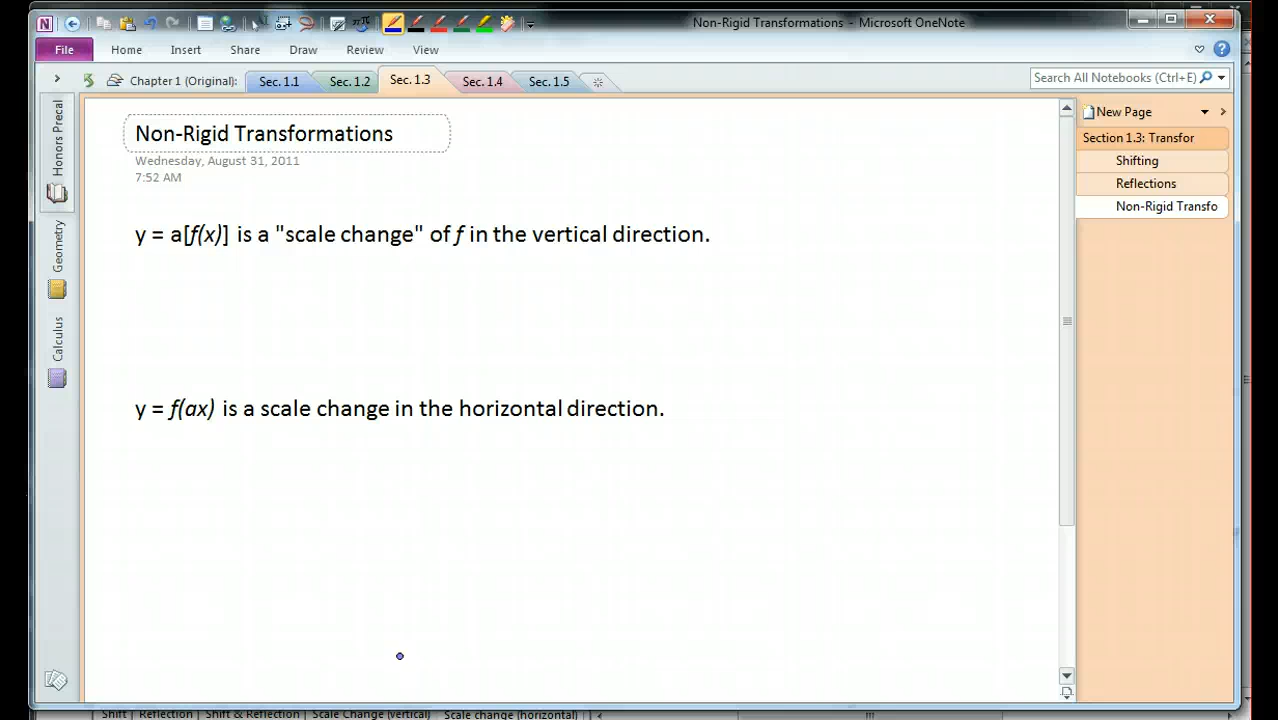 Non-Rigid Transformations - Microsoft OneNote
File Home Insert Share Draw Review View
Chapter 1 (Original): Sec. 1.1 Sec. 1.2 Sec. 1.3 Sec. 1.4 Sec. 1.5
Search All Notebooks (Ctrl+E)
Honors Precal
Geometry
Calculus
Non-Rigid Transformations
Wednesday, August 31, 2011
7:52 AM
y = a[f(x)] is a "scale change" of f in the vertical direction.
y = f(ax) is a scale change in the horizontal direction.
New Page
Section 1.3: Transfor
Shifting
Reflections
Non-Rigid Transfo
Shift Reflection Shift & Reflection Scale Change (vertical) Scale change (horizontal)